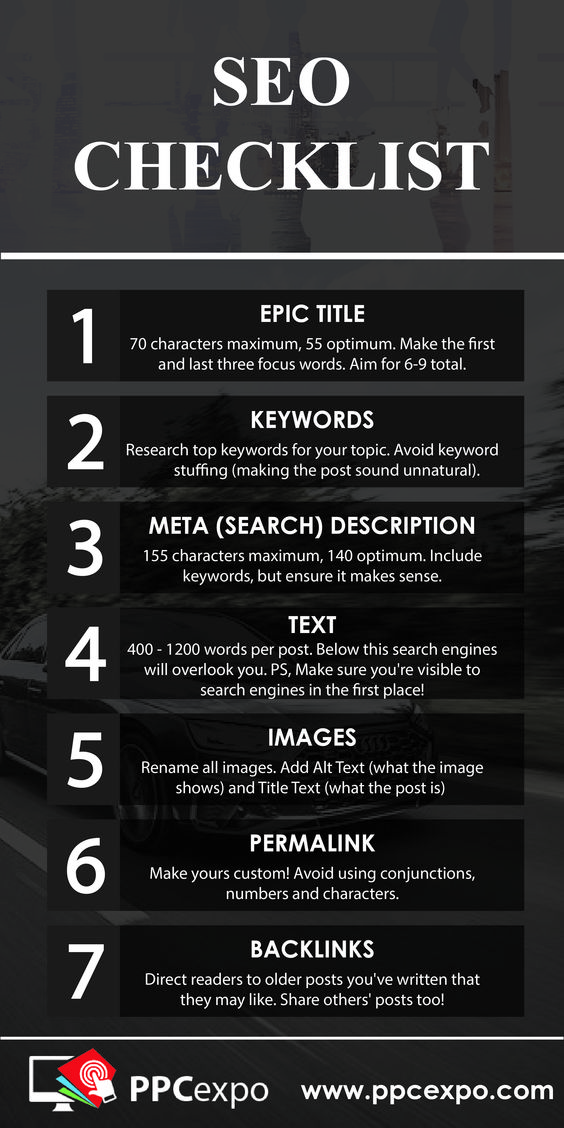 SEO
CHECKLIST
1
EPIC TITLE
70 characters maximum, 55 optimum. Make the first
and last three focus words. Aim for 6-9 total.
2
KEYWORDS
Research top keywords for your topic. Avoid keyword
stuffing (making the post sound unnatural).
3
META (SEARCH) DESCRIPTION
155 characters maximum, 140 optimum. Include
keywords, but ensure it makes sense.
4
TEXT
400 - 1200 words per post. Below this search engines
will overlook you. PS, Make sure you're visible to
search engines in the first place!
5
IMAGES
Rename all images. Add Alt Text (what the image
shows) and Title Text (what the post is)
6
PERMALINK
Make yours custom! Avoid using conjunctions,
numbers and characters.
7
BACKLINKS
Direct readers to older posts you've written that
they may like. Share others' posts too!
PPCexpo
www.ppcexpo.com